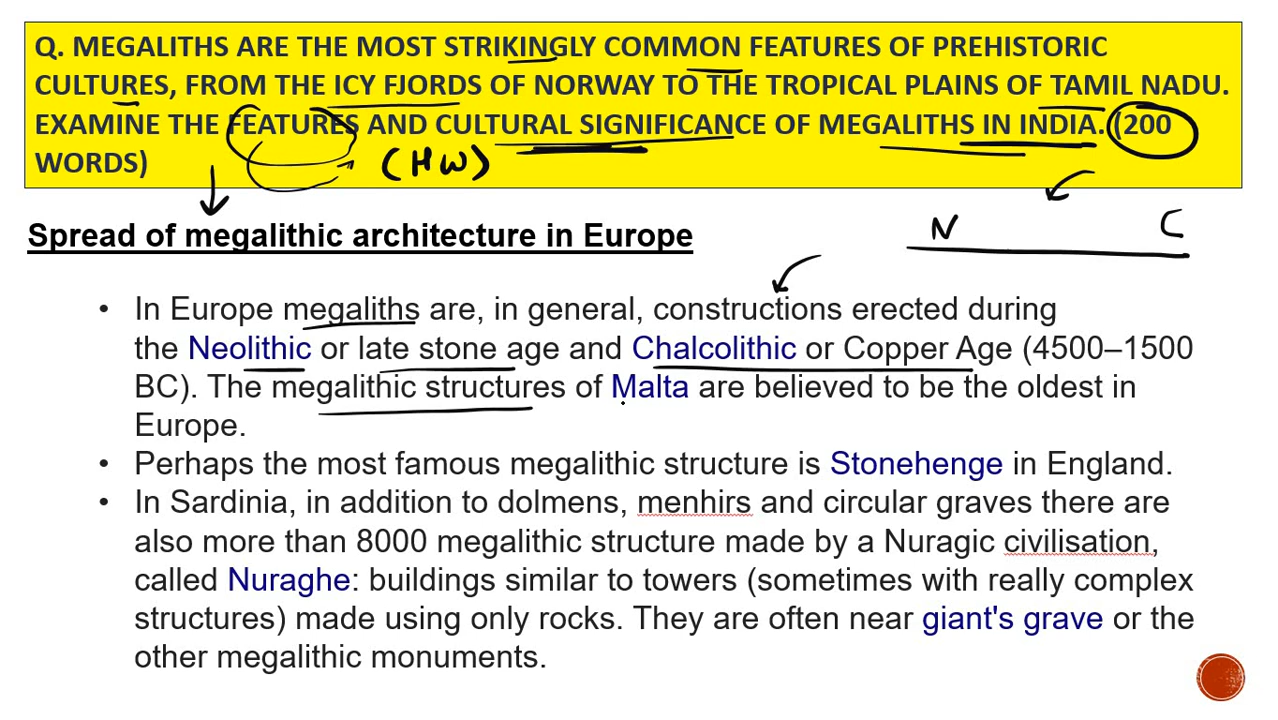 Q. MEGALITHS ARE THE MOST STRIKINGLY COMMON FEATURES OF PREHISTORIC
CULTURES, FROM THE ICY FJORDS OF NORWAY TO THE TROPICAL PLAINS OF TAMIL NADU.
EXAMINE THE FEATURES AND CULTURAL SIGNIFICANCE OF MEGALITHS IN INDIA. (200
WORDS)
(HW)
Spread of megalithic architecture in Europe
N C
• In Europe megaliths are, in general, constructions erected during
the Neolithic or late stone age and Chalcolithic or Copper Age (4500–1500
BC). The megalithic structures of Malta are believed to be the oldest in
Europe.
• Perhaps the most famous megalithic structure is Stonehenge in England.
• In Sardinia, in addition to dolmens, menhirs and circular graves there are
also more than 8000 megalithic structure made by a Nuragic civilisation,
called Nuraghe: buildings similar to towers (sometimes with really complex
structures) made using only rocks. They are often near giant's grave or the
other megalithic monuments.